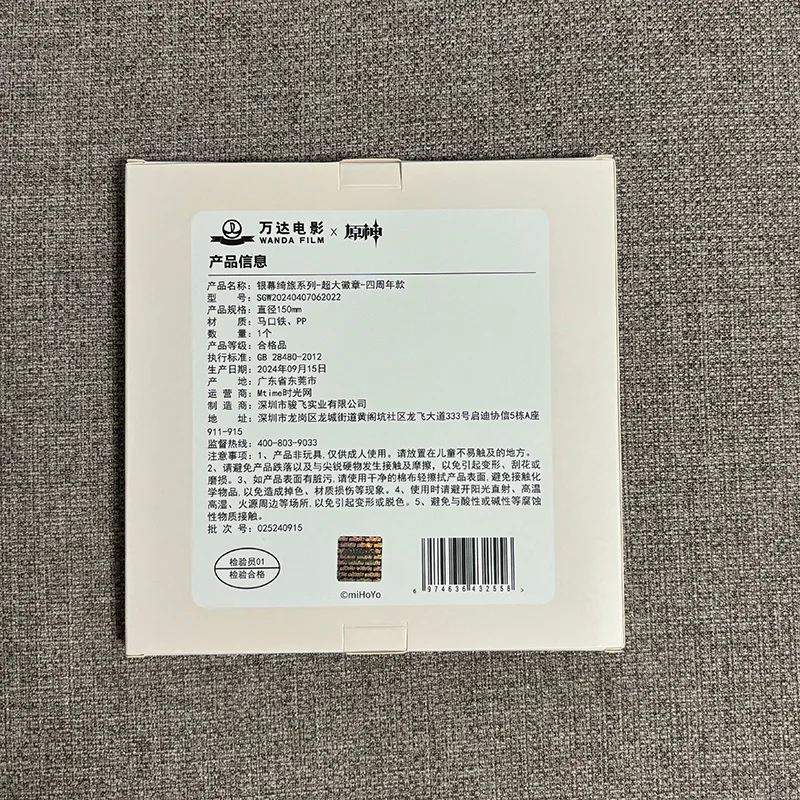 万达电影
WANDA FILM
×
原神
产品信息
产品名称：银幕绮旅系列-超大徽章-四周年款
型　号：SGW20240407062022
产品规格：直径150mm
材　质：马口铁、PP
数　量：1个
产品等级：合格品
执行标准：GB 28480-2012
生产日期：2024年09月15日
产　地：广东省东莞市
运 营 商：Mtime时光网
制 造 商：深圳市骏飞实业有限公司
地　址：深圳市龙岗区龙城街道黄阁坑社区龙飞大道333号启迪协信5栋A座
911-915
监督热线：400-803-9033
注意事项：1、产品非玩具，仅供成人使用。请放置在儿童不易触及的地方。
2、请避免产品跌落以及与尖锐硬物发生接触及摩擦，以免引起变形、刮花或
磨损。3、如产品表面有脏污，请使用干净的棉布轻擦拭产品表面，避免接触化
学物品，以免造成掉色、材质损伤等现象。4、使用时请避开阳光直射、高温
高湿、火源周边等场所，以免引起变形或脱色。5、避免与酸性或碱性等腐蚀
性物质接触。
批 次 号：025240915
检验员01
检验合格
©miHoYo
6 974636 432556 >